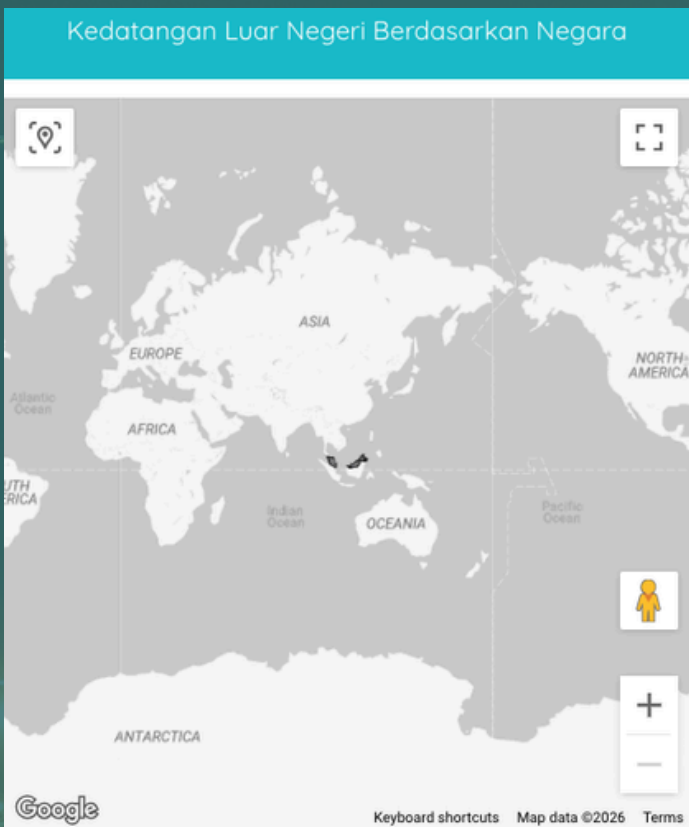 Kedatangan Luar Negeri Berdasarkan Negara
ASIA
EUROPE
NORTH
AMERICA
Atlantic
Ocean
AFRICA
UTH
ERICA
Indian
Ocean
OCEANIA
Pacific
Ocean
ANTARCTICA
Google
Keyboard shortcuts
Map data ©2026
Terms